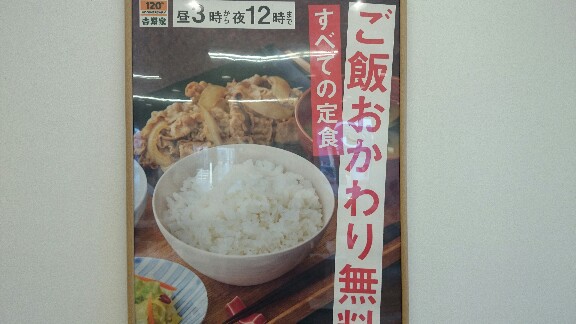 120th
吉野家
昼3時から夜12時まで
ご飯おかわり無料
すべての定食